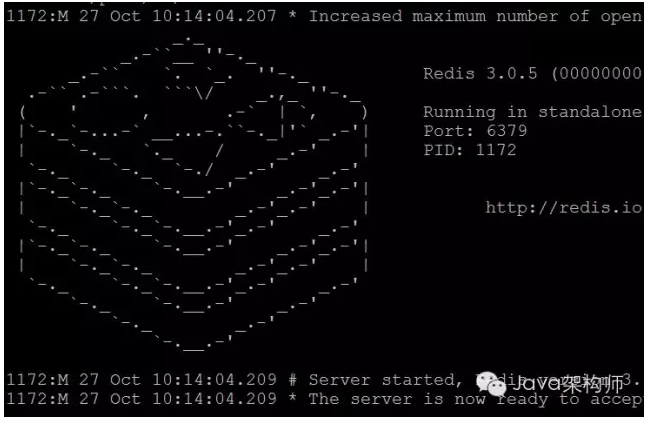 1172:M 27 Oct 10:14:04.207 * Increased maximum number of open
Redis 3.0.5 (00000000
Running in standalone
Port: 6379
PID: 1172
http://redis.io
1172:M 27 Oct 10:14:04.209 # Server started, Redis version 3.
Java架构师
1172:M 27 Oct 10:14:04.209 * The server is now ready to accep